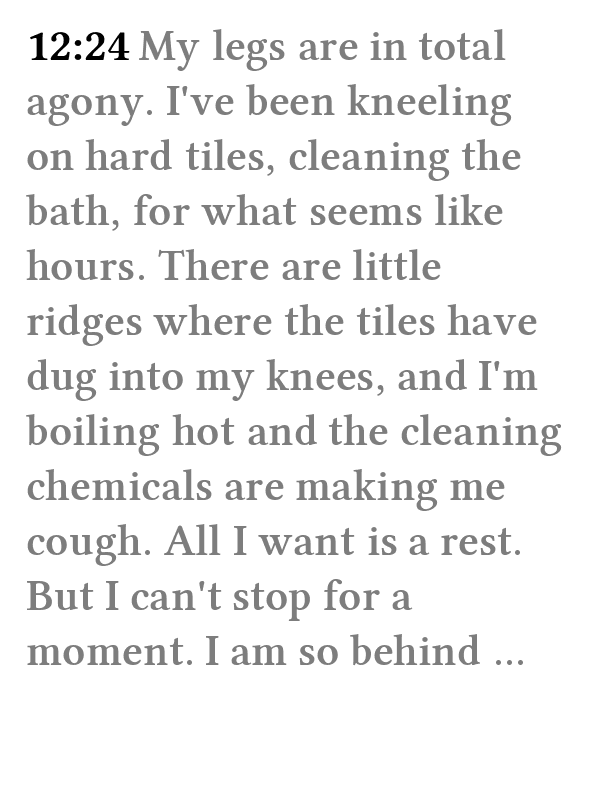 12:24 My legs are in total
agony. I've been kneeling
on hard tiles, cleaning the
bath, for what seems like
hours. There are little
ridges where the tiles have
dug into my knees, and I'm
boiling hot and the cleaning
chemicals are making me
cough. All I want is a rest.
But I can't stop for a
moment. I am so behind ...